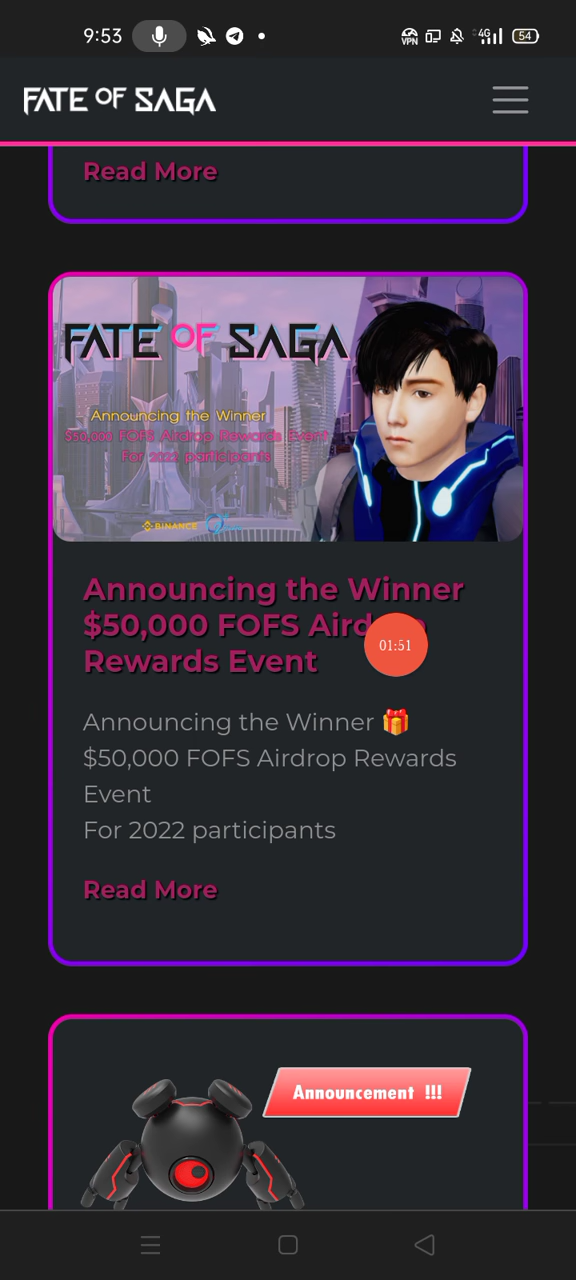 9:53
VPN
4G
54
FATE OF SAGA
Read More
FATE OF SAGA
Announcing the Winner
$50,000 FOFS Airdrop Rewards Event
For 2022 participants
BINANCE
Announcing the Winner
$50,000 FOFS Aird
Rewards Event
01:51
Announcing the Winner 🎁
$50,000 FOFS Airdrop Rewards
Event
For 2022 participants
Read More
Announcement !!!